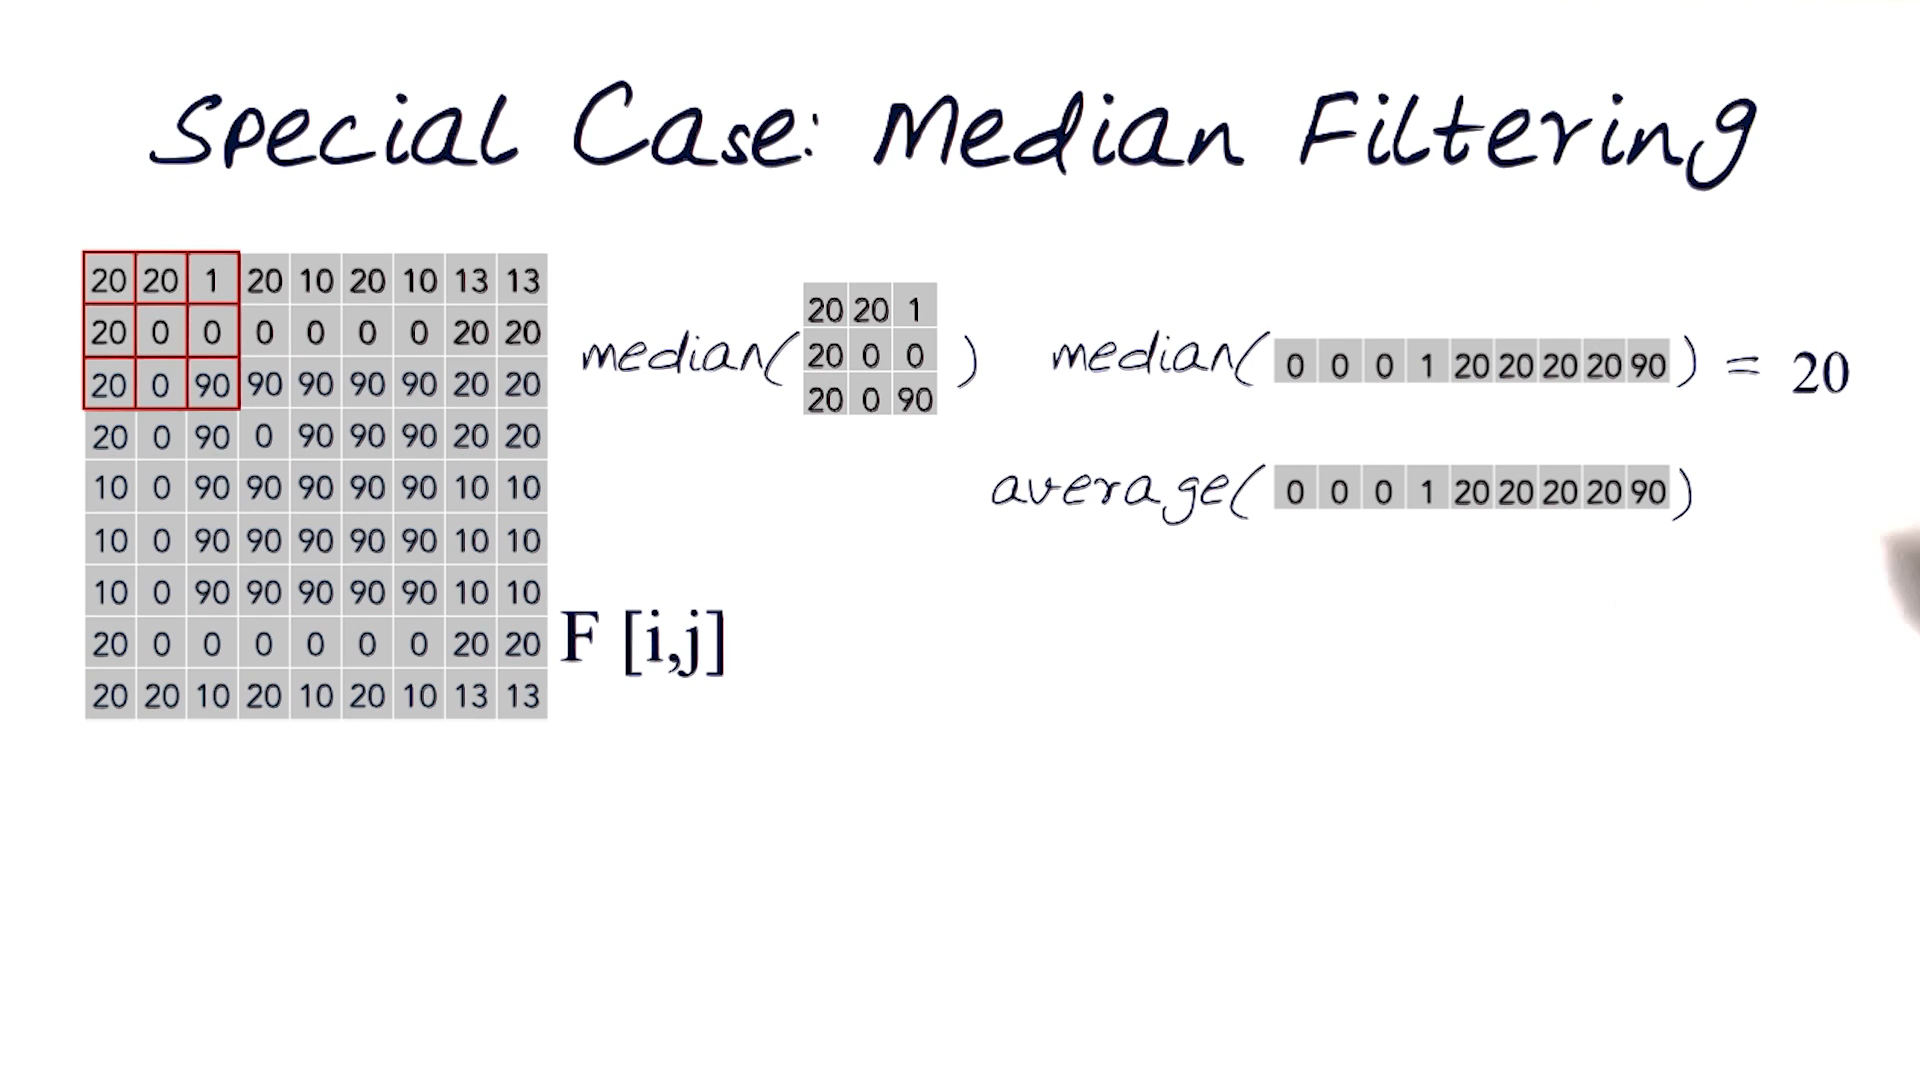 Special Case: Median Filtering
20 20 1 20 10 20 10 13 13
20 0 0 0 0 0 0 20 20
20 0 90 90 90 90 90 20 20
20 0 90 0 90 90 90 20 20
10 0 90 90 90 90 90 10 10
10 0 90 90 90 90 90 10 10
10 0 90 90 90 90 90 10 10
20 0 0 0 0 0 0 20 20
20 20 10 20 10 20 10 13 13
F [i,j]
median(
20 20 1
20 0 0
20 0 90
)
median( 0 0 0 1 20 20 20 20 90 ) = 20
average( 0 0 0 1 20 20 20 20 90 )